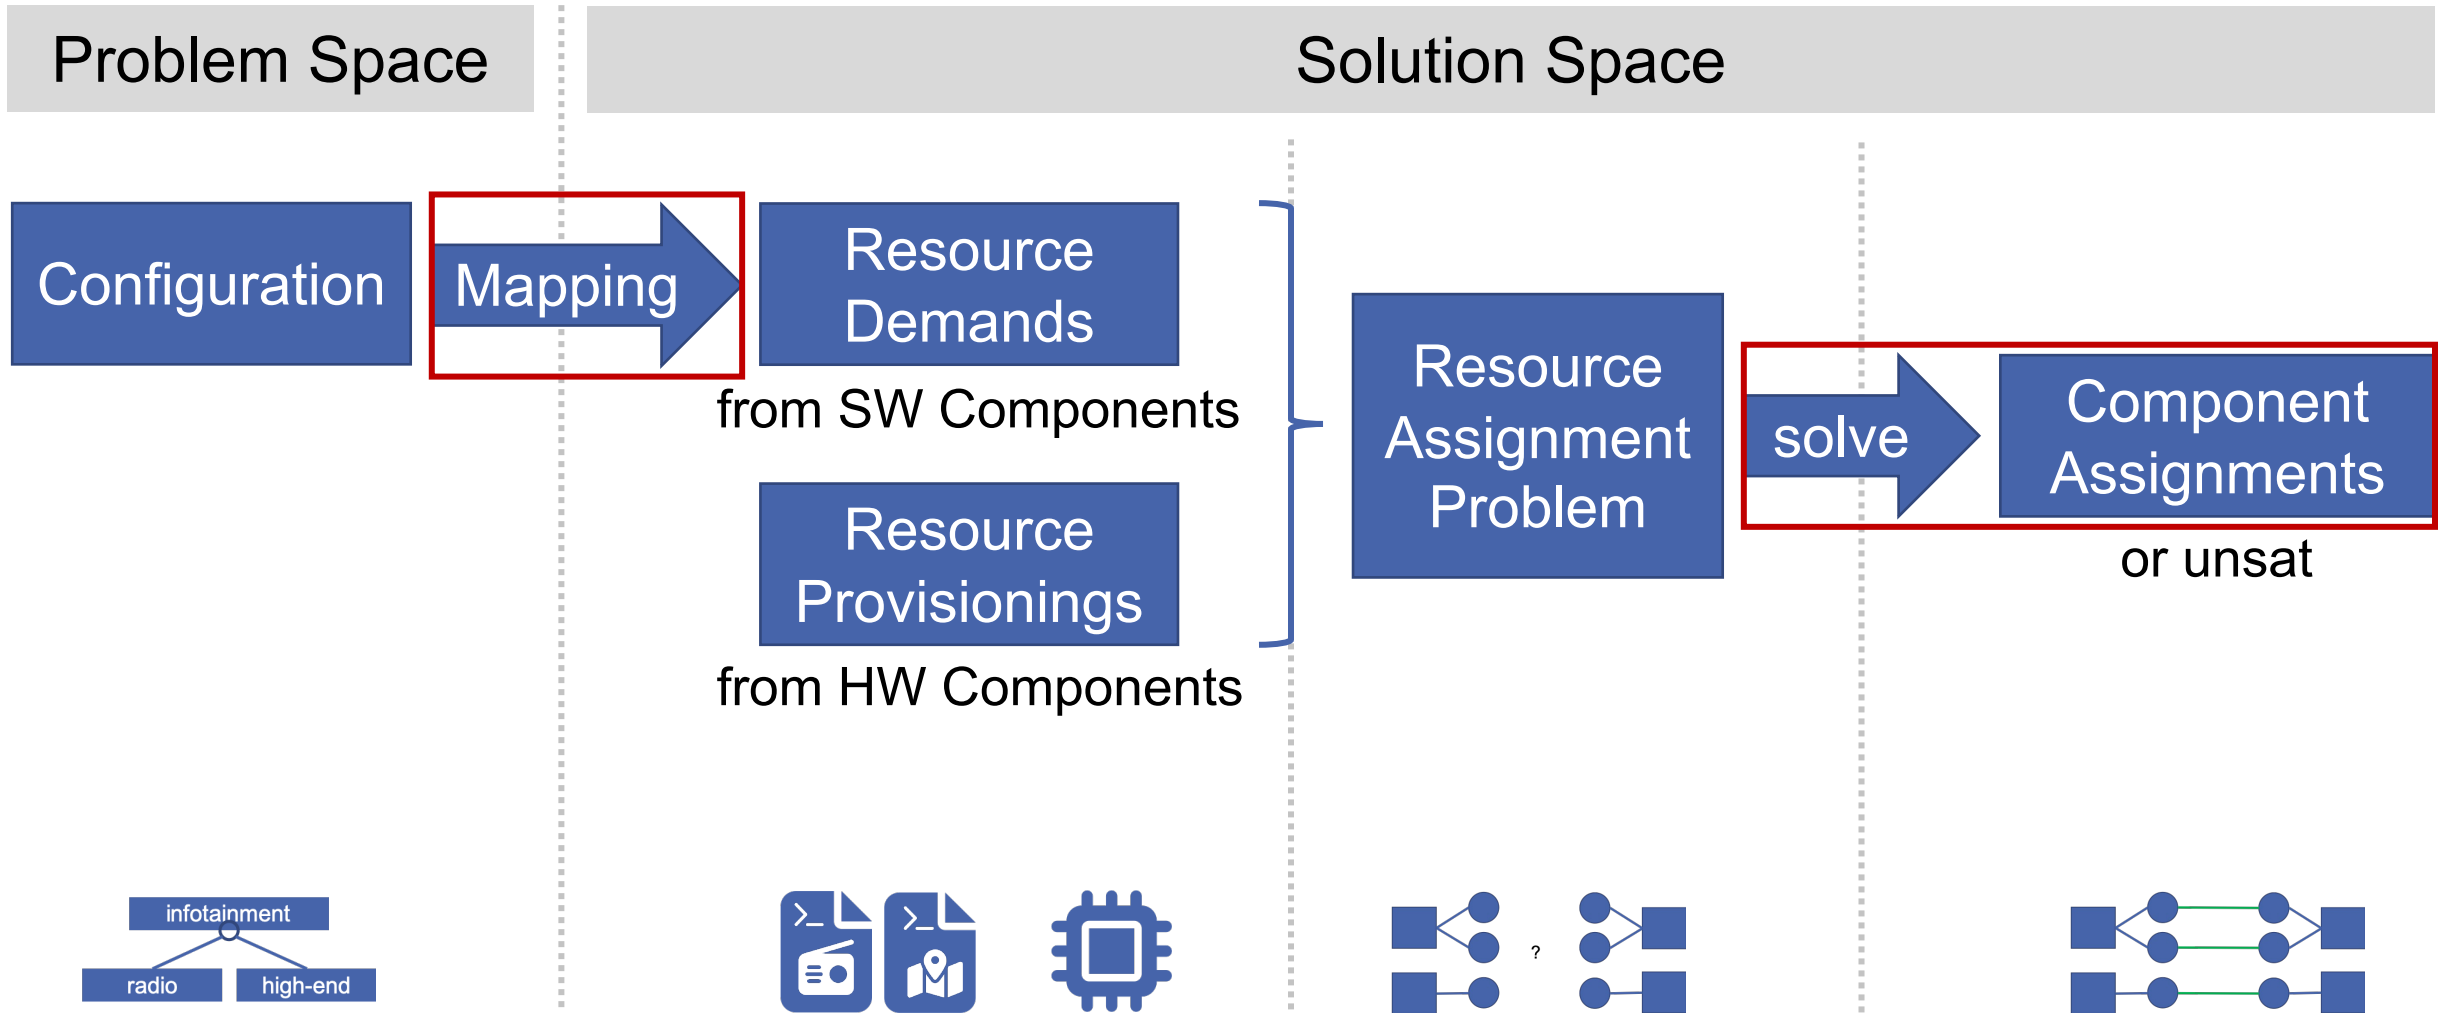 Problem Space
Solution Space
Configuration
Mapping
Resource
Demands
from SW Components
Resource
Provisionings
from HW Components
Resource
Assignment
Problem
solve
Component
Assignments
or unsat
infotainment
radio
high-end
>_
>_
?